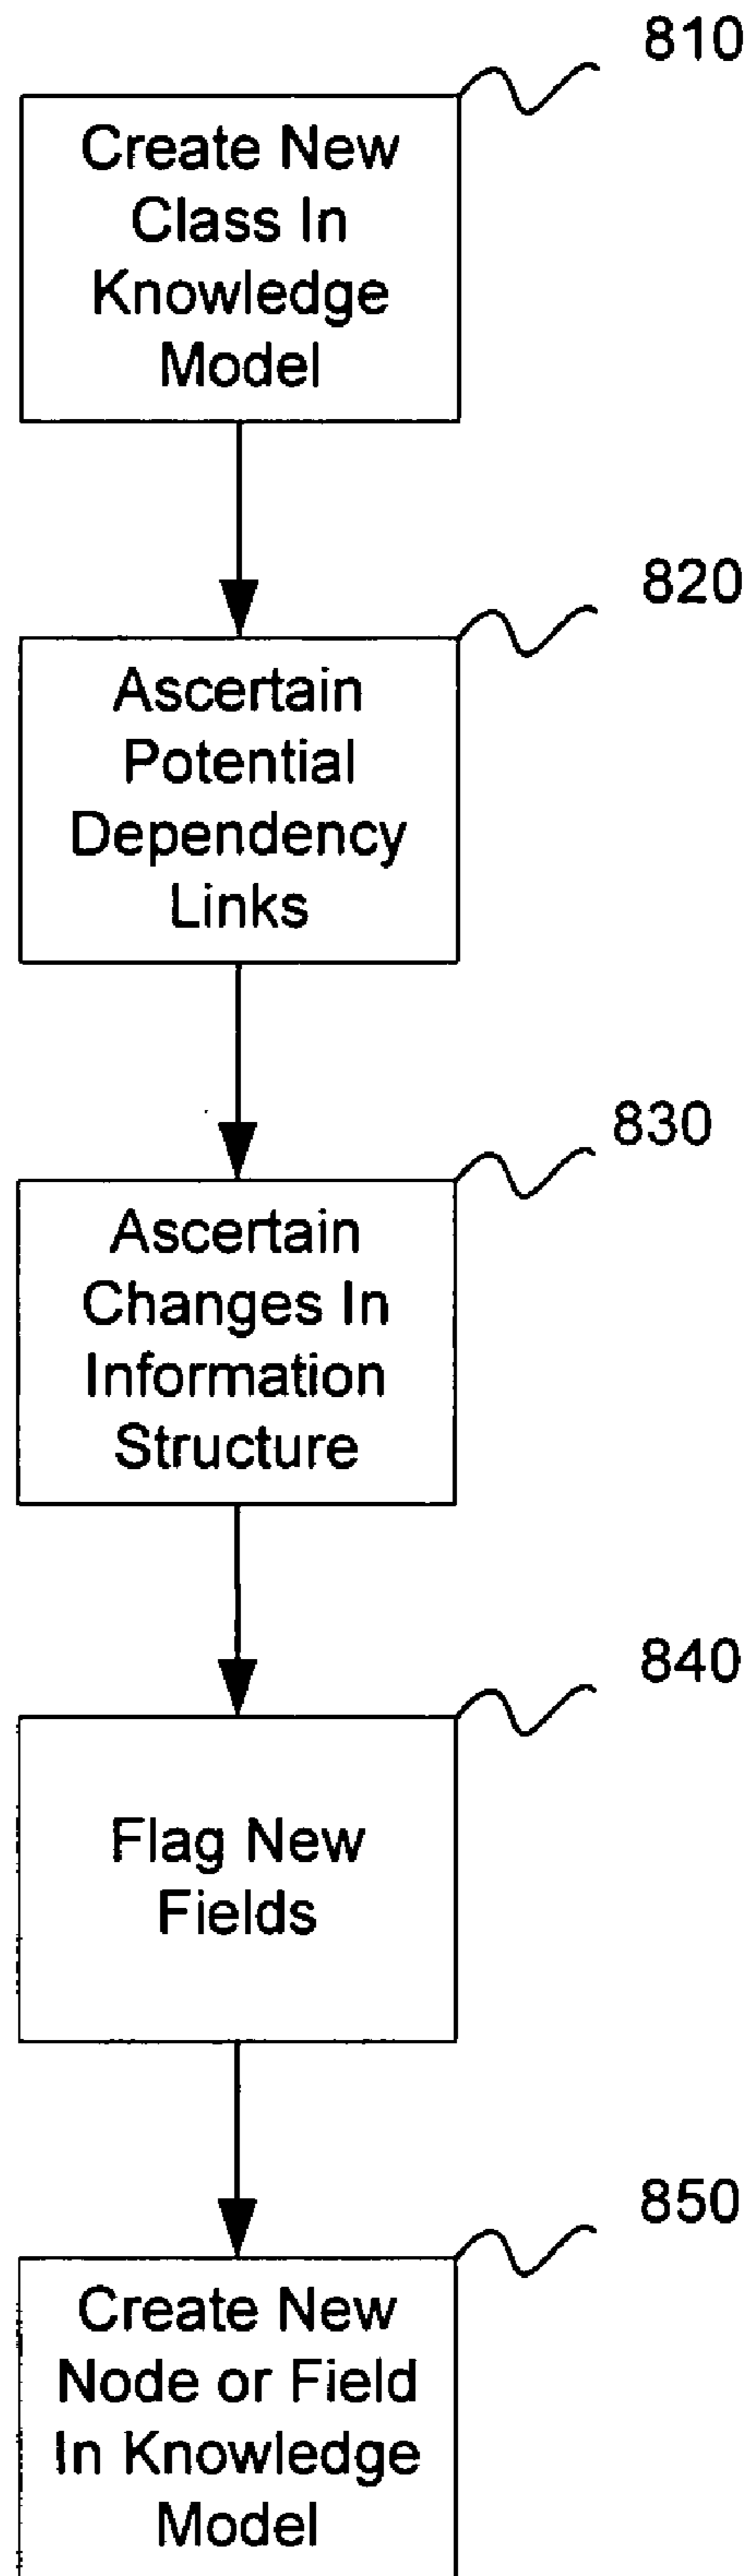 810
Create New
Class In
Knowledge
Model
820
Ascertain
Potential
Dependency
Links
830
Ascertain
Changes In
Information
Structure
840
Flag New
Fields
850
Create New
Node or Field
In Knowledge
Model